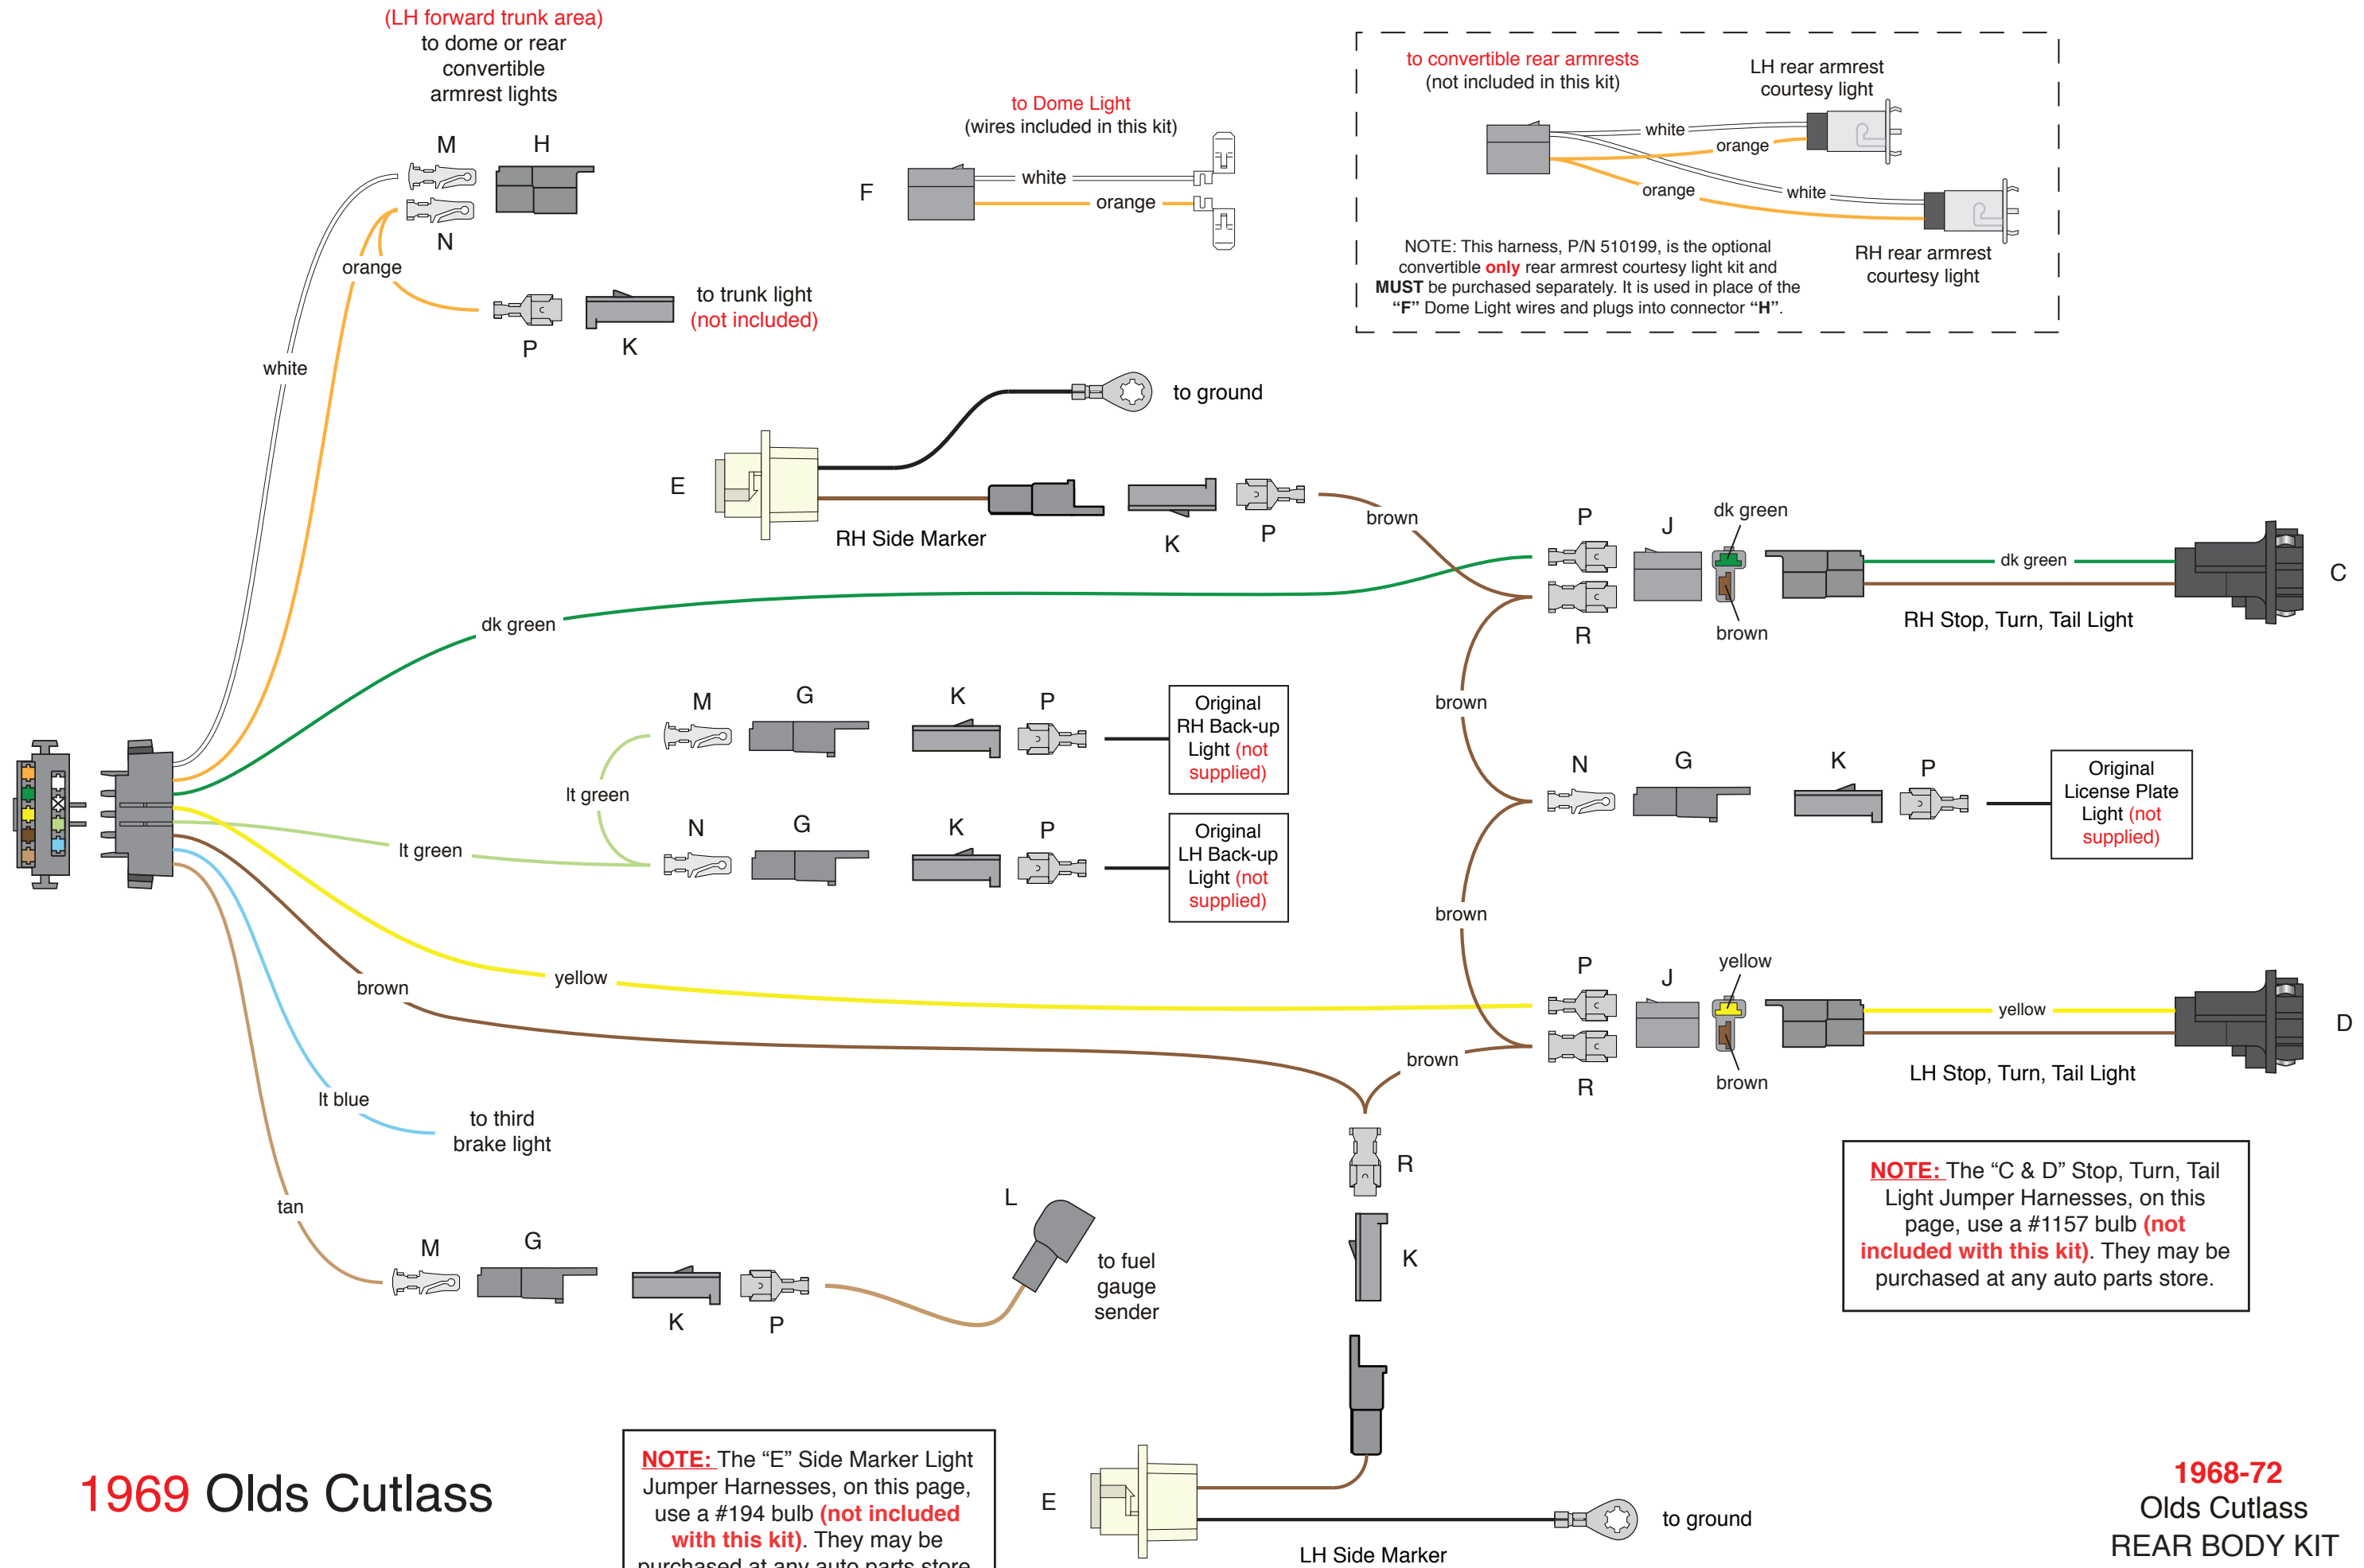 (LH forward trunk area)
to dome or rear
convertible
armrest lights
M
H
N
orange
P
K
to trunk light
(not included)
white
to Dome Light
(wires included in this kit)
F
white
orange
to convertible rear armrests
(not included in this kit)
LH rear armrest
courtesy light
white
orange
orange
white
RH rear armrest
courtesy light
NOTE: This harness, P/N 510199, is the optional
convertible only rear armrest courtesy light kit and
MUST be purchased separately. It is used in place of the
“F” Dome Light wires and plugs into connector “H”.
to ground
E
RH Side Marker
K
P
brown
P
J
dk green
R
brown
dk green
C
RH Stop, Turn, Tail Light
dk green
M
G
K
P
Original
RH Back-up
Light (not
supplied)
lt green
lt green
N
G
K
P
Original
LH Back-up
Light (not
supplied)
brown
N
G
K
P
Original
License Plate
Light (not
supplied)
brown
yellow
brown
P
J
yellow
R
brown
brown
yellow
D
LH Stop, Turn, Tail Light
lt blue
to third
brake light
tan
M
G
K
P
L
to fuel
gauge
sender
R
K
NOTE: The “C & D” Stop, Turn, Tail
Light Jumper Harnesses, on this
page, use a #1157 bulb (not
included with this kit). They may be
purchased at any auto parts store.
1969 Olds Cutlass
NOTE: The “E” Side Marker Light
Jumper Harnesses, on this page,
use a #194 bulb (not included
with this kit). They may be
purchased at any auto parts store.
E
to ground
LH Side Marker
1968-72
Olds Cutlass
REAR BODY KIT